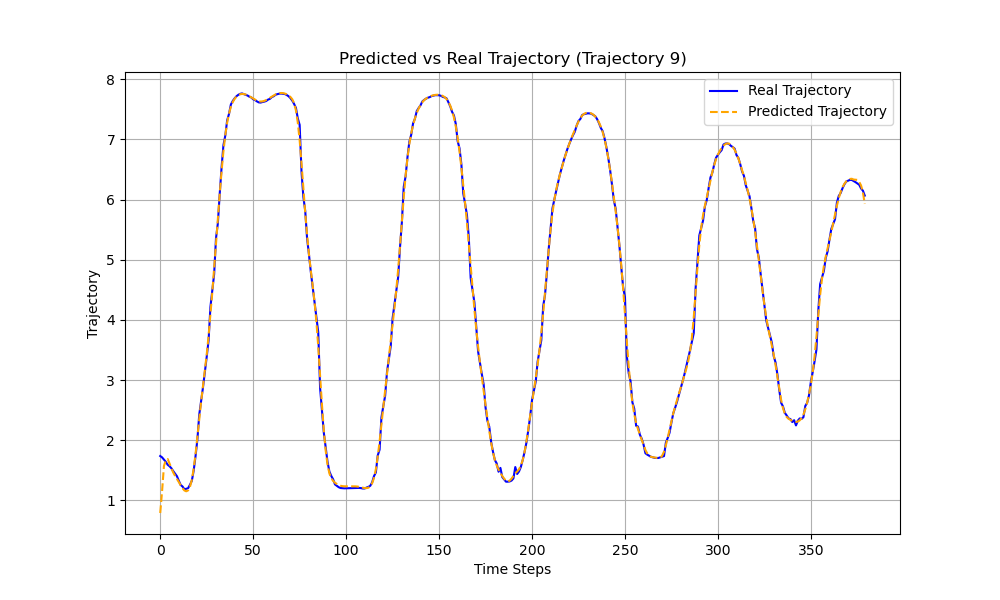 Predicted vs Real Trajectory (Trajectory 9)
Real Trajectory
Predicted Trajectory
8
7
6
5
4
3
2
1
Trajectory
0 50 100 150 200 250 300 350
Time Steps